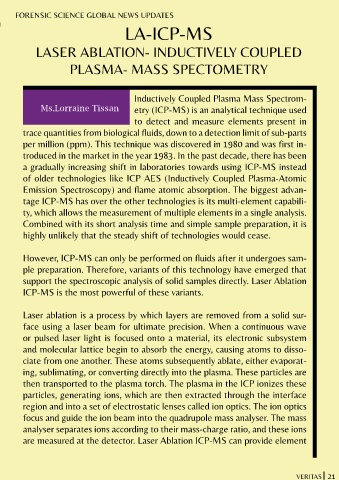 FORENSIC SCIENCE GLOBAL NEWS UPDATES
LA-ICP-MS
LASER ABLATION- INDUCTIVELY COUPLED
PLASMA- MASS SPECTOMETRY
Ms.Lorraine Tissan
Inductively Coupled Plasma Mass Spectrom-
etry (ICP-MS) is an analytical technique used
to detect and measure elements present in
trace quantities from biological fluids, down to a detection limit of sub-parts
per million (ppm). This technique was discovered in 1980 and was first in-
troduced in the market in the year 1983. In the past decade, there has been
a gradually increasing shift in laboratories towards using ICP-MS instead
of older technologies like ICP AES (Inductively Coupled Plasma-Atomic
Emission Spectroscopy) and flame atomic absorption. The biggest advan-
tage ICP-MS has over the other technologies is its multi-element capabili-
ty, which allows the measurement of multiple elements in a single analysis.
Combined with its short analysis time and simple sample preparation, it is
highly unlikely that the steady shift of technologies would cease.
However, ICP-MS can only be performed on fluids after it undergoes sam-
ple preparation. Therefore, variants of this technology have emerged that
support the spectroscopic analysis of solid samples directly. Laser Ablation
ICP-MS is the most powerful of these variants.
Laser ablation is a process by which layers are removed from a solid sur-
face using a laser beam for ultimate precision. When a continuous wave
or pulsed laser light is focused onto a material, its electronic subsystem
and molecular lattice begin to absorb the energy, causing atoms to disso-
ciate from one another. These atoms subsequently ablate, either evaporat-
ing, sublimating, or converting directly into the plasma. These particles are
then transported to the plasma torch. The plasma in the ICP ionizes these
particles, generating ions, which are then extracted through the interface
region and into a set of electrostatic lenses called ion optics. The ion optics
focus and guide the ion beam into the quadrupole mass analyser. The mass
analyser separates ions according to their mass-charge ratio, and these ions
are measured at the detector. Laser Ablation ICP-MS can provide element
VERITAS | 21